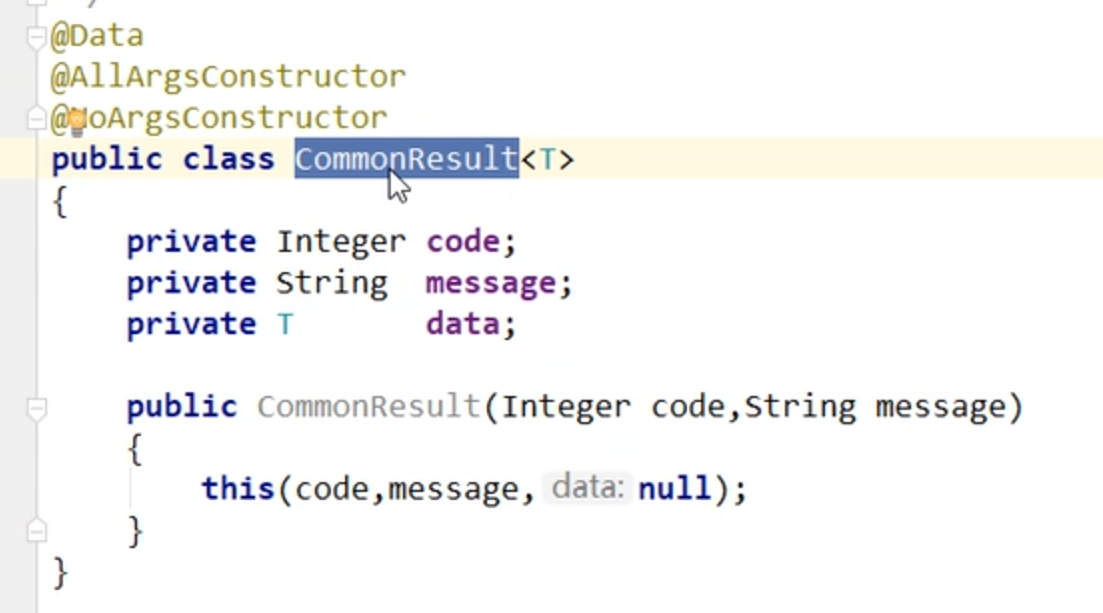 @Data
@AllArgsConstructor
@NoArgsConstructor
public class CommonResult<T>
{
private Integer code;
private String message;
private T data;
public CommonResult(Integer code,String message)
{
this(code,message, data: null);
}
}